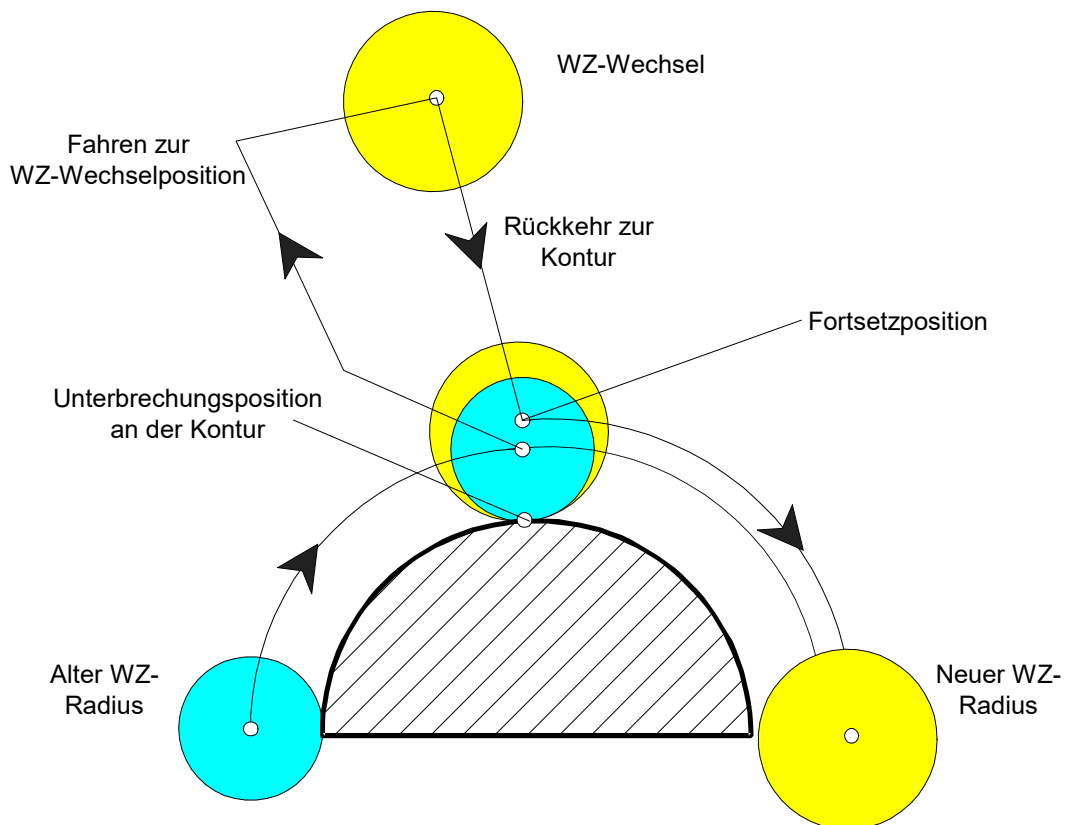 WZ-Wechsel
Fahren zur
WZ-Wechselposition
Rückkehr zur
Kontur
Fortsetzposition
Unterbrechungsposition
an der Kontur
Alter WZ-
Radius
Neuer WZ-
Radius